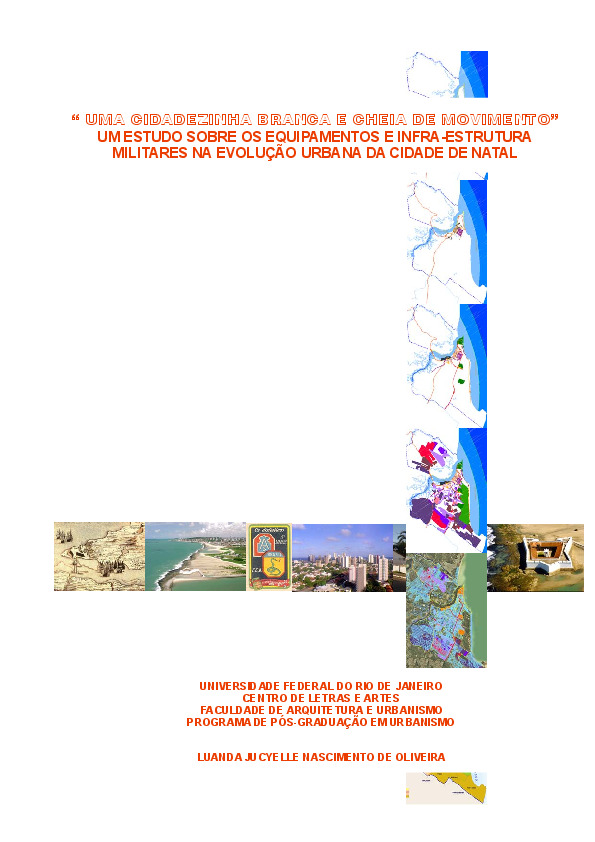 “ UMA CIDADEZINHA BRANCA E CHEIA DE MOVIMENTO”
UM ESTUDO SOBRE OS EQUIPAMENTOS E INFRA-ESTRUTURA
MILITARES NA EVOLUÇÃO URBANA DA CIDADE DE NATAL
UNIVERSIDADE FEDERAL DO RIO DE JANEIRO
CENTRO DE LETRAS E ARTES
FACULDADE DE ARQUITETURA E URBANISMO
PROGRAMA DE PÓS-GRADUAÇÃO EM URBANISMO
LUANDA JUCYELLE NASCIMENTO DE OLIVEIRA